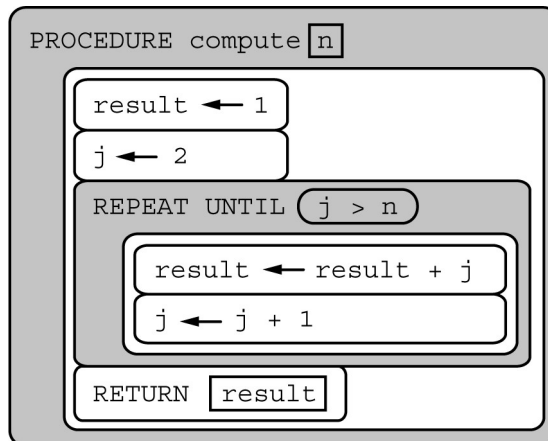 PROCEDURE compute n
result ← 1
j ← 2
REPEAT UNTIL j > n
result ← result + j
j ← j + 1
RETURN result